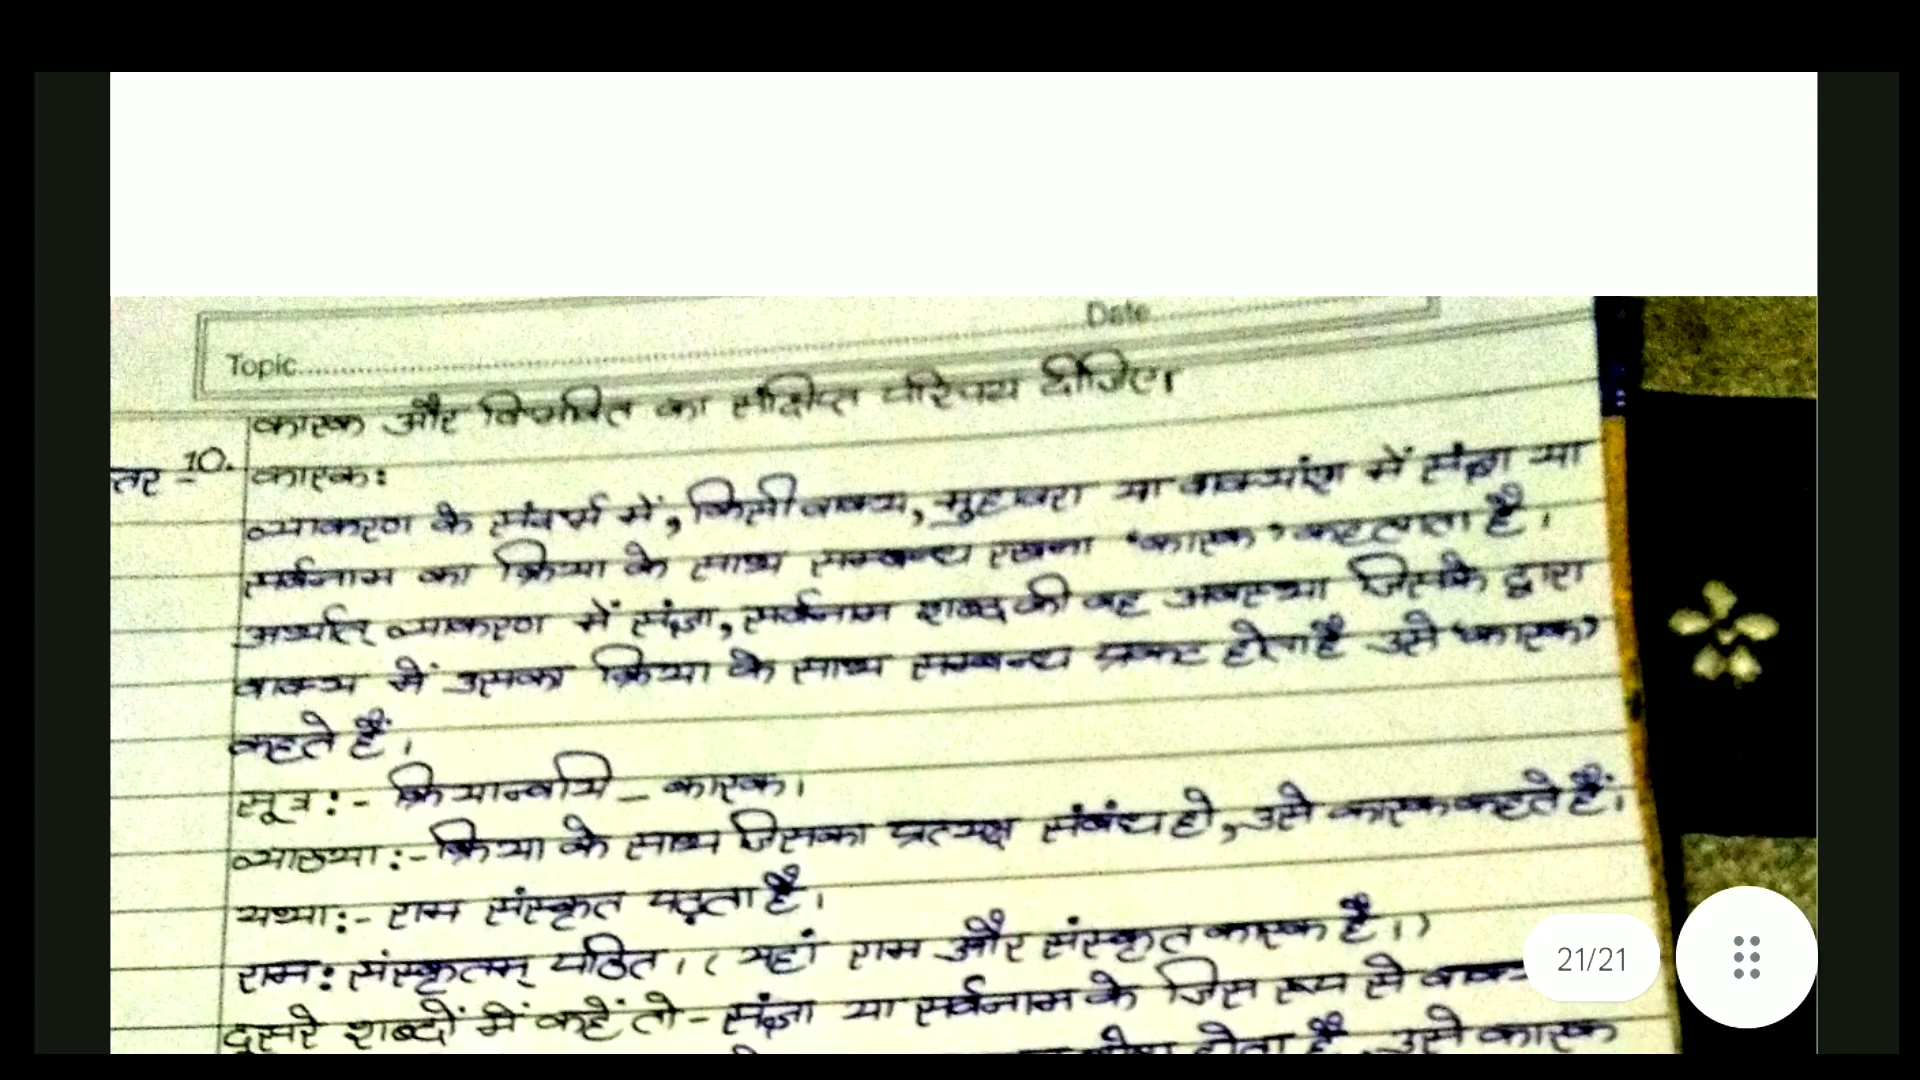 Date
Topic
कारक और विभक्ति का संक्षिप्त परिचय दीजिए।
त्तर - 10.
कारक:
व्याकरण के संदर्भ में, किसी वाक्य, मुहावरा या वाक्यांश में संज्ञा या
सर्वनाम का क्रिया के साथ सम्बन्ध रखना 'कारक' कहलाता है।
अर्थात् व्याकरण में संज्ञा, सर्वनाम शब्द की वह अवस्था जिसके द्वारा
वाक्य में उसका क्रिया के साथ सम्बन्ध प्रकट होता है उसे 'कारक'
कहते हैं।
सूत्र:- क्रियान्वयि - कारक।
व्याख्या:- क्रिया के साथ जिसका प्रत्यक्ष संबंध हो, उसे कारक कहते हैं।
यथा:- राम संस्कृत पढ़ता है।
राम: संस्कृतम् पठित। (यहां राम और संस्कृत कारक है।)
दुसरे शब्दों में कहें तो - संज्ञा या सर्वनाम के जिस रूप से
होता है, उसे कारक
21/21